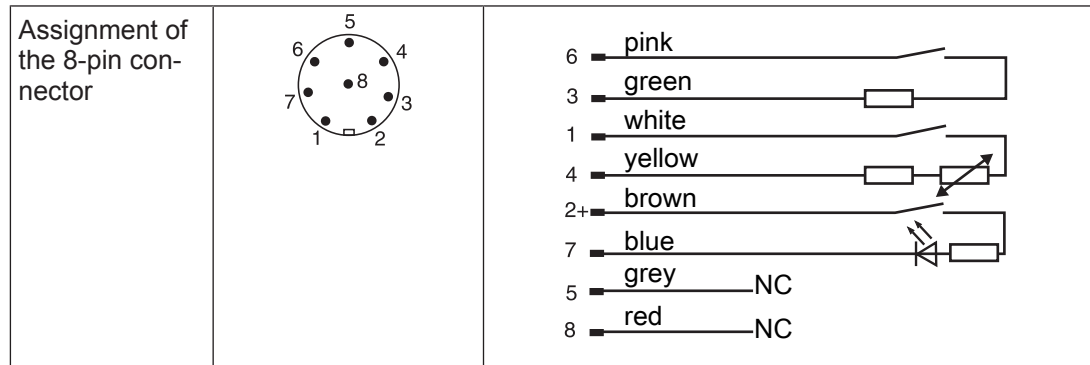 Assignment of
the 8-pin con-
nector
5
6 4
8
7 3
1 2
6 pink
3 green
1 white
4 yellow
2+ brown
7 blue
5 grey NC
8 red NC